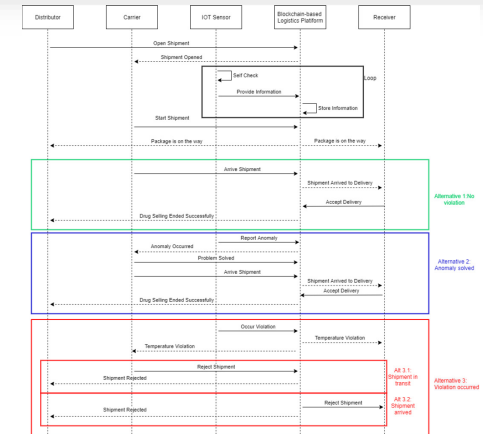 Distributor
Carrier
IOT Sensor
Blockchain-based
Logistics Platiform
Receiver
Open Shipment
Shipment Opened
Self Check
Loop
Provide Information
Store Information
Start Shipment
Package is on the way
Package is on the way
Arrive Shipment
Shipment Arrived to Delivery
Alternative 1:No
violation
Accept Delivery
Drug Selling Ended Successfully
Report Anomaly
Anomaly Occurred
Problem Solved
Alternative 2:
Anomaly solved
Arrive Shipment
Shipment Arrived to Delivery
Accept Delivery
Drug Selling Ended Successfully
Occur Violation
Temperature Violation
Temperature Violation
Reject Shipment
Alt 3.1:
Shipment in
transit
Shipment Rejected
Alternative 3:
Violation occurred
Alt 3.2:
Shipment
arrived
Reject Shipment
Shipment Rejected